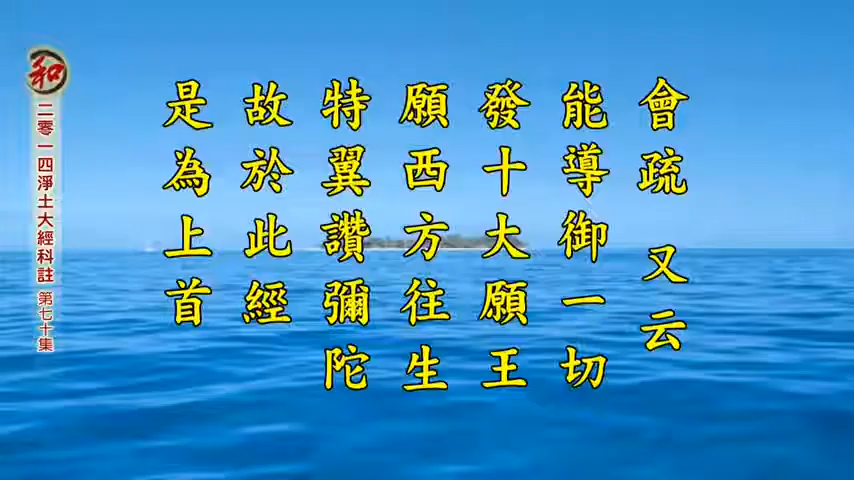 會疏 又云
能導御一切
發十大願王
願西方往生
特翼讚彌陀
故於此經
是為上首
和
二零一四淨土大經科註 第七十集